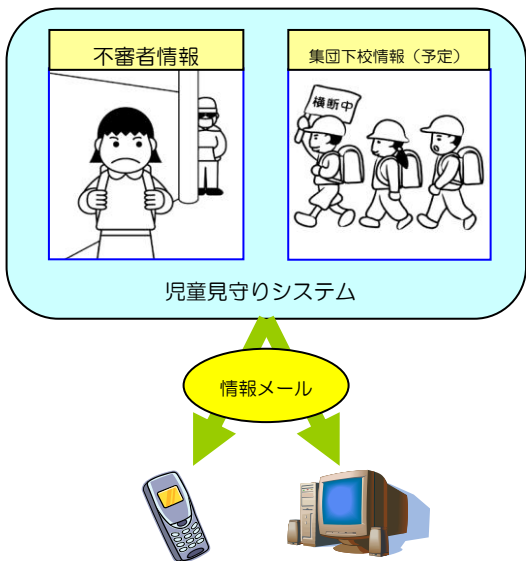 不審者情報
集団下校情報（予定）
横断中
児童見守りシステム
情報メール